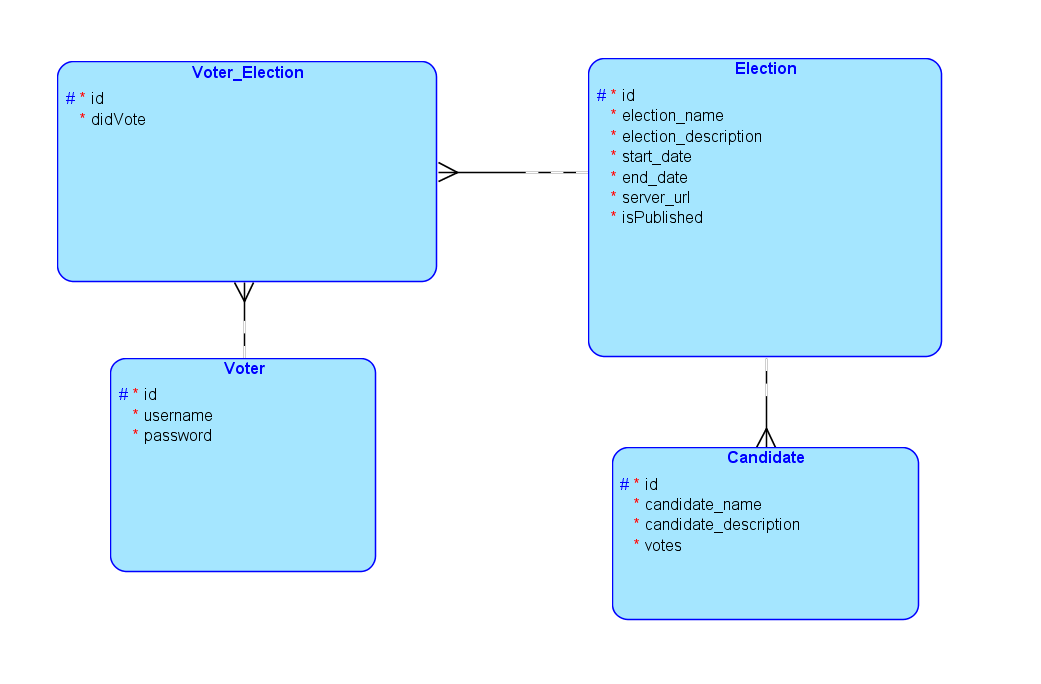 Voter_Election
# * id
* didVote
Election
# * id
* election_name
* election_description
* start_date
* end_date
* server_url
* isPublished
Voter
# * id
* username
* password
Candidate
# * id
* candidate_name
* candidate_description
* votes